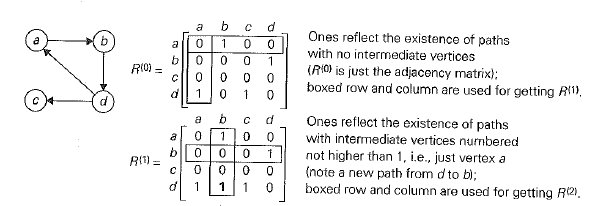 a b
c d
a b c d
a 0 1 0 0
b 0 0 0 1
R(0) =
c 0 0 0 0
d 1 0 1 0
Ones reflect the existence of paths
with no intermediate vertices
(R(0) is just the adjacency matrix);
boxed row and column are used for getting R(1).
a b c d
a 0 1 0 0
b 0 0 0 1
R(1) =
c 0 0 0 0
d 1 1 1 0
Ones reflect the existence of paths
with intermediate vertices numbered
not higher than 1, i.e., just vertex a
(note a new path from d to b);
boxed row and column are used for getting R(2).